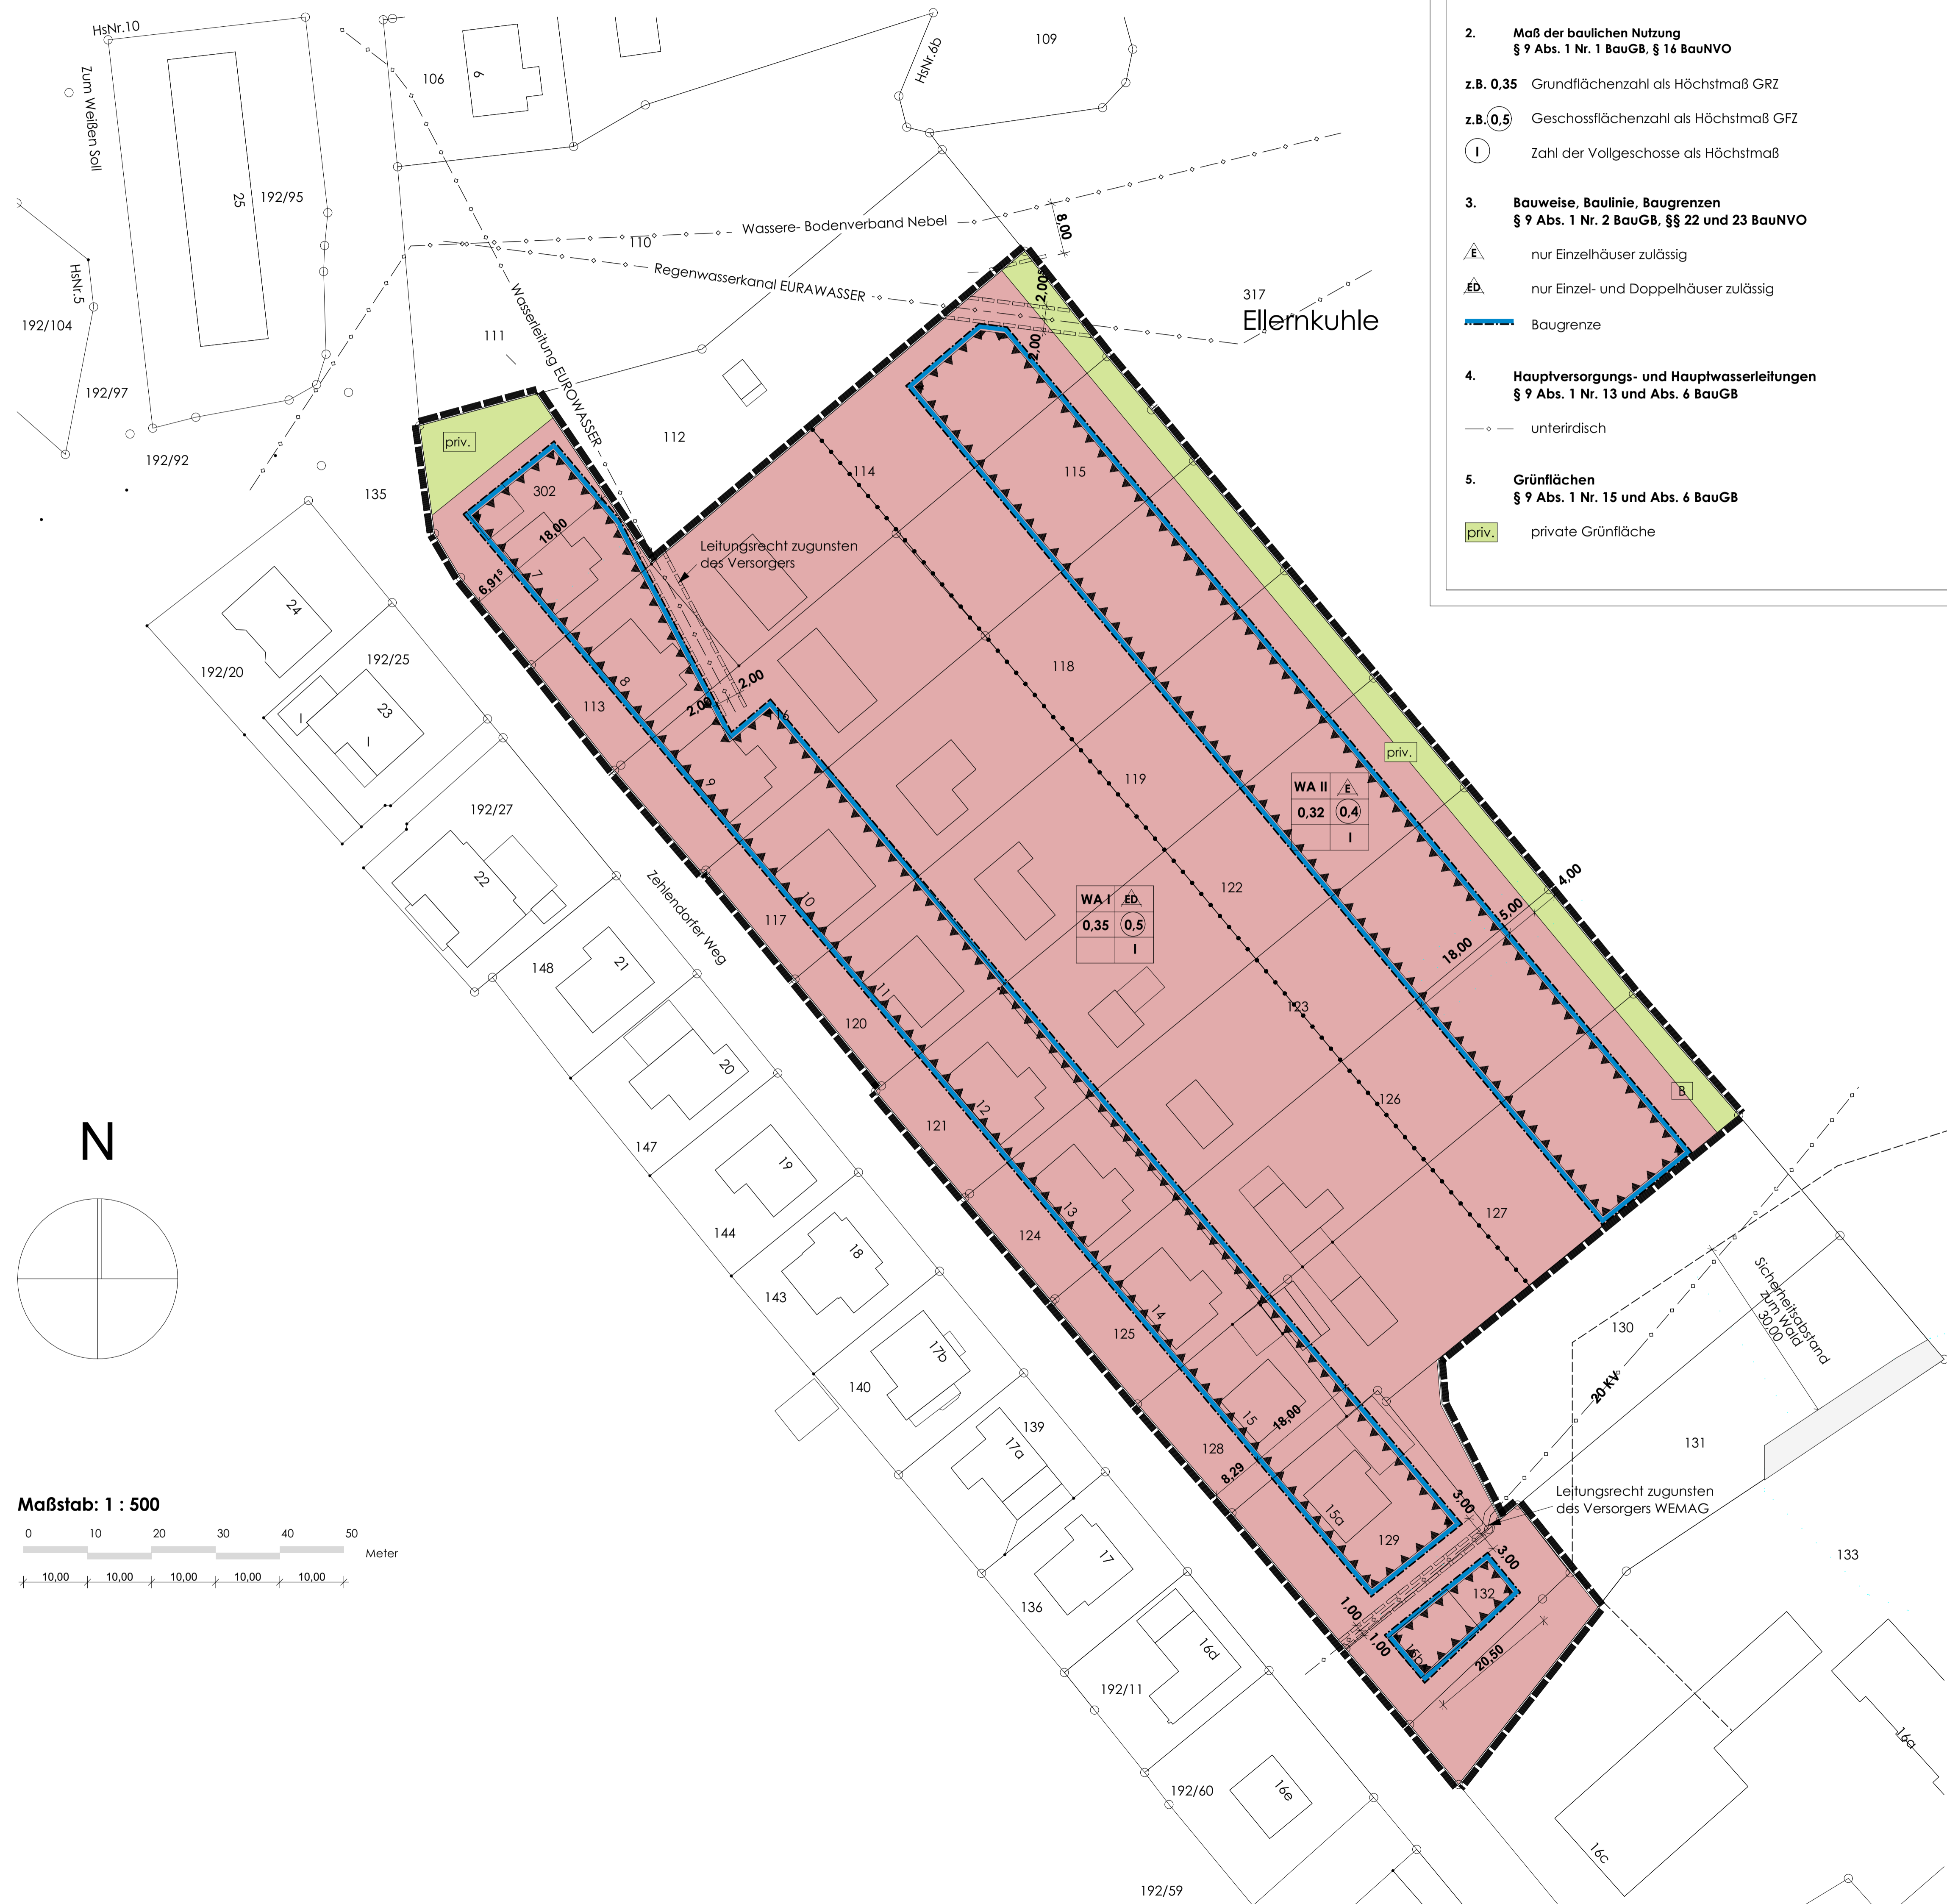 2. Maß der baulichen Nutzung
§ 9 Abs. 1 Nr. 1 BauGB, § 16 BauNVO
z.B. 0,35 Grundflächenzahl als Höchstmaß GRZ
z.B. 0,5 Geschossflächenzahl als Höchstmaß GFZ
I Zahl der Vollgeschosse als Höchstmaß
3. Bauweise, Baulinie, Baugrenzen
§ 9 Abs. 1 Nr. 2 BauGB, §§ 22 und 23 BauNVO
E nur Einzelhäuser zulässig
ED nur Einzel- und Doppelhäuser zulässig
Baugrenze
4. Hauptversorgungs- und Hauptwasserleitungen
§ 9 Abs. 1 Nr. 13 und Abs. 6 BauGB
unterirdisch
5. Grünflächen
§ 9 Abs. 1 Nr. 15 und Abs. 6 BauGB
priv. private Grünfläche
HsNr.10
Zum Weißen Soll
25
192/95
106
6
HsNr.6b
109
HsNr.5
192/104
192/97
192/92
110
Wassere- Bodenverband Nebel
8,00
Regenwasserkanal EURAWASSER
Wasserleitung EUROWASSER
2,00
2,00
317
Ellernkuhle
111
112
135
priv.
302
18,00
6,91⁵
7
Leitungsrecht zugunsten
des Versorgers
114
115
24
192/20
192/25
23
I
I
8
113
2,00
2,00
116
118
119
priv.
9
192/27
22
Zehlendorfer Weg
WA II E
0,32 0,4
I
4,00
5,00
18,00
WA I ED
0,35 0,5
I
122
123
10
117
148
21
11
120
20
12
121
126
B
147
19
13
124
127
N
144
18
14
125
143
17b
140
15
18,00
128
8,29
130
Sicherheitsabstand
zum Wald
30,00
20 KV
131
139
17a
15a
129
3,00
Leitungsrecht zugunsten
des Versorgers WEMAG
133
17
136
1,00
1,00
3,00
132
15b
20,50
16d
192/11
16e
192/60
192/59
16c
16a
Maßstab: 1 : 500
0 10 20 30 40 50
Meter
10,00 10,00 10,00 10,00 10,00